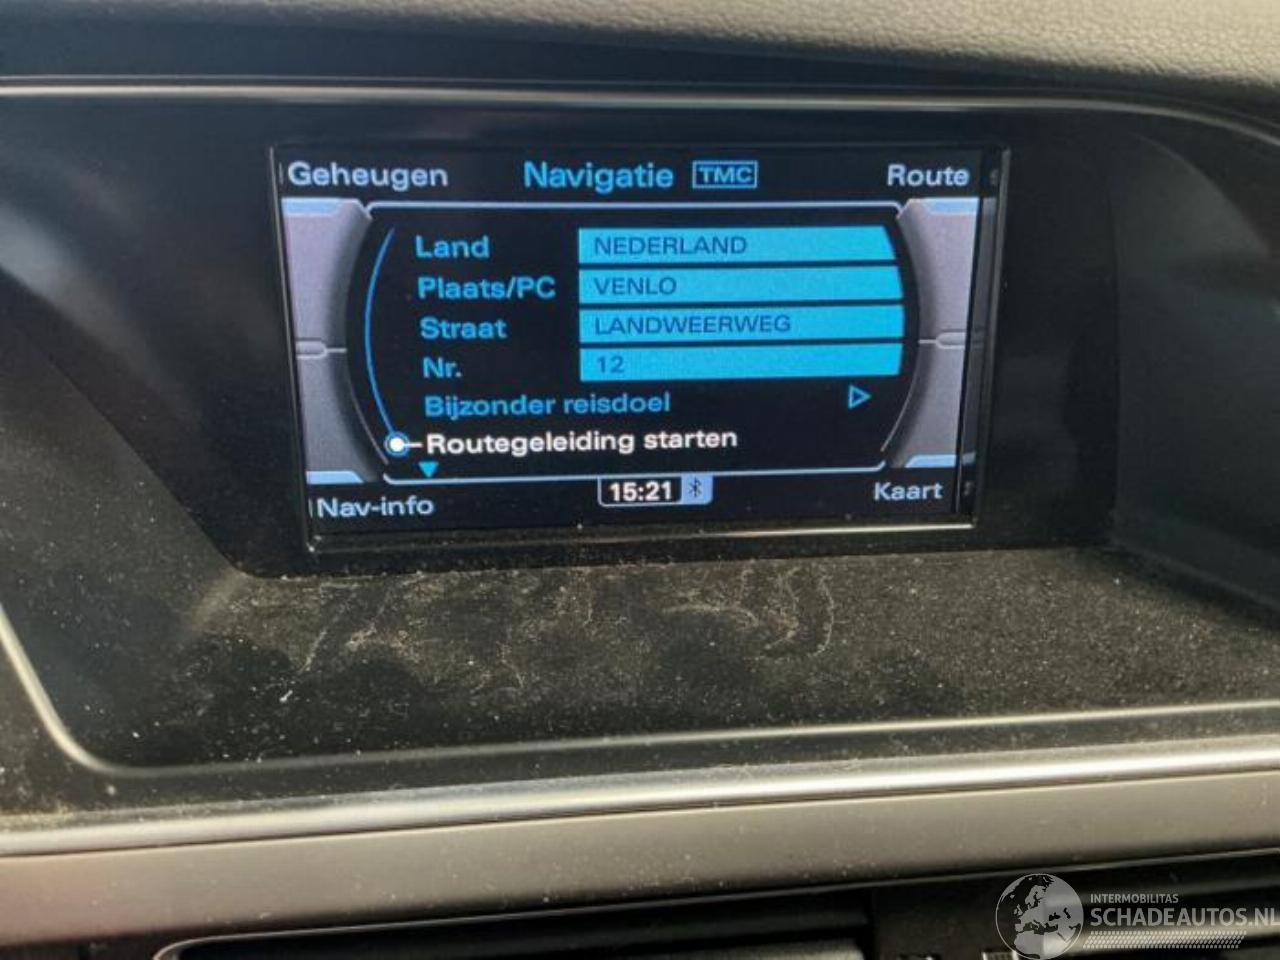 Geheugen Navigatie TMC Route
Land NEDERLAND
Plaats/PC VENLO
Straat LANDWEERWEG
Nr. 12
Bijzonder reisdoel
Routegeleiding starten
Nav-info 15:21 Kaart
INTERMOBILITAS
SCHADEAUTOS.NL